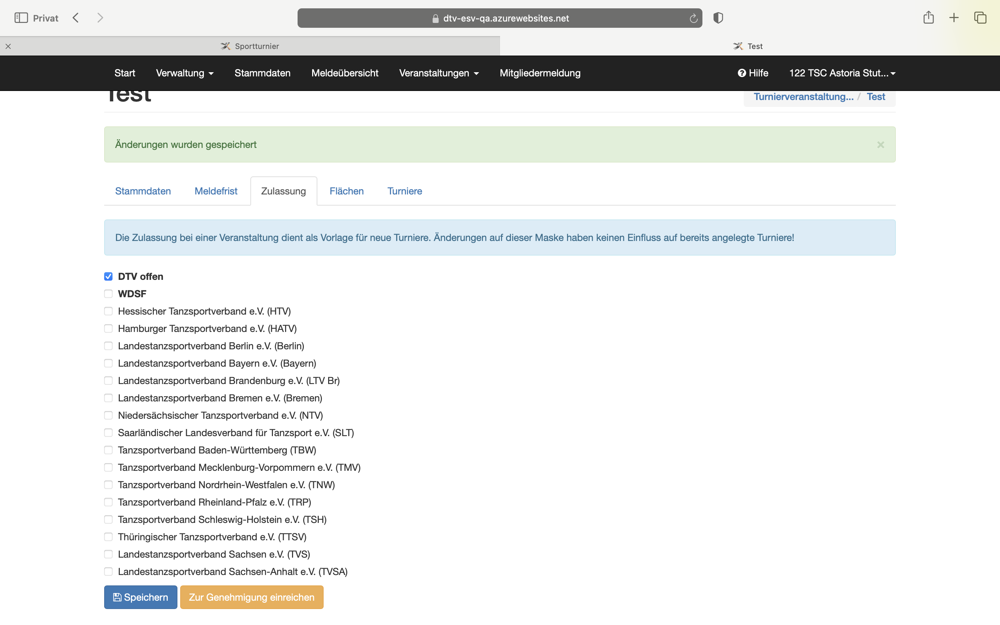 Privat
dtv-esv-qa.azurewebsites.net
Sportturnier
Test
Start
Verwaltung
Stammdaten
Meldeübersicht
Veranstaltungen
Mitgliedermeldung
Hilfe
122 TSC Astoria Stut...
Test
Turnierveranstaltung... / Test
Änderungen wurden gespeichert
×
Stammdaten
Meldefrist
Zulassung
Flächen
Turniere
Die Zulassung bei einer Veranstaltung dient als Vorlage für neue Turniere. Änderungen auf dieser Maske haben keinen Einfluss auf bereits angelegte Turniere!
DTV offen
WDSF
Hessischer Tanzsportverband e.V. (HTV)
Hamburger Tanzsportverband e.V. (HATV)
Landestanzsportverband Berlin e.V. (Berlin)
Landestanzsportverband Bayern e.V. (Bayern)
Landestanzsportverband Brandenburg e.V. (LTV Br)
Landestanzsportverband Bremen e.V. (Bremen)
Niedersächsischer Tanzsportverband e.V. (NTV)
Saarländischer Landesverband für Tanzsport e.V. (SLT)
Tanzsportverband Baden-Württemberg (TBW)
Tanzsportverband Mecklenburg-Vorpommern e.V. (TMV)
Tanzsportverband Nordrhein-Westfalen e.V. (TNW)
Tanzsportverband Rheinland-Pfalz e.V. (TRP)
Tanzsportverband Schleswig-Holstein e.V. (TSH)
Thüringischer Tanzsportverband e.V. (TTSV)
Landestanzsportverband Sachsen e.V. (TVS)
Landestanzsportverband Sachsen-Anhalt e.V. (TVSA)
Speichern
Zur Genehmigung einreichen